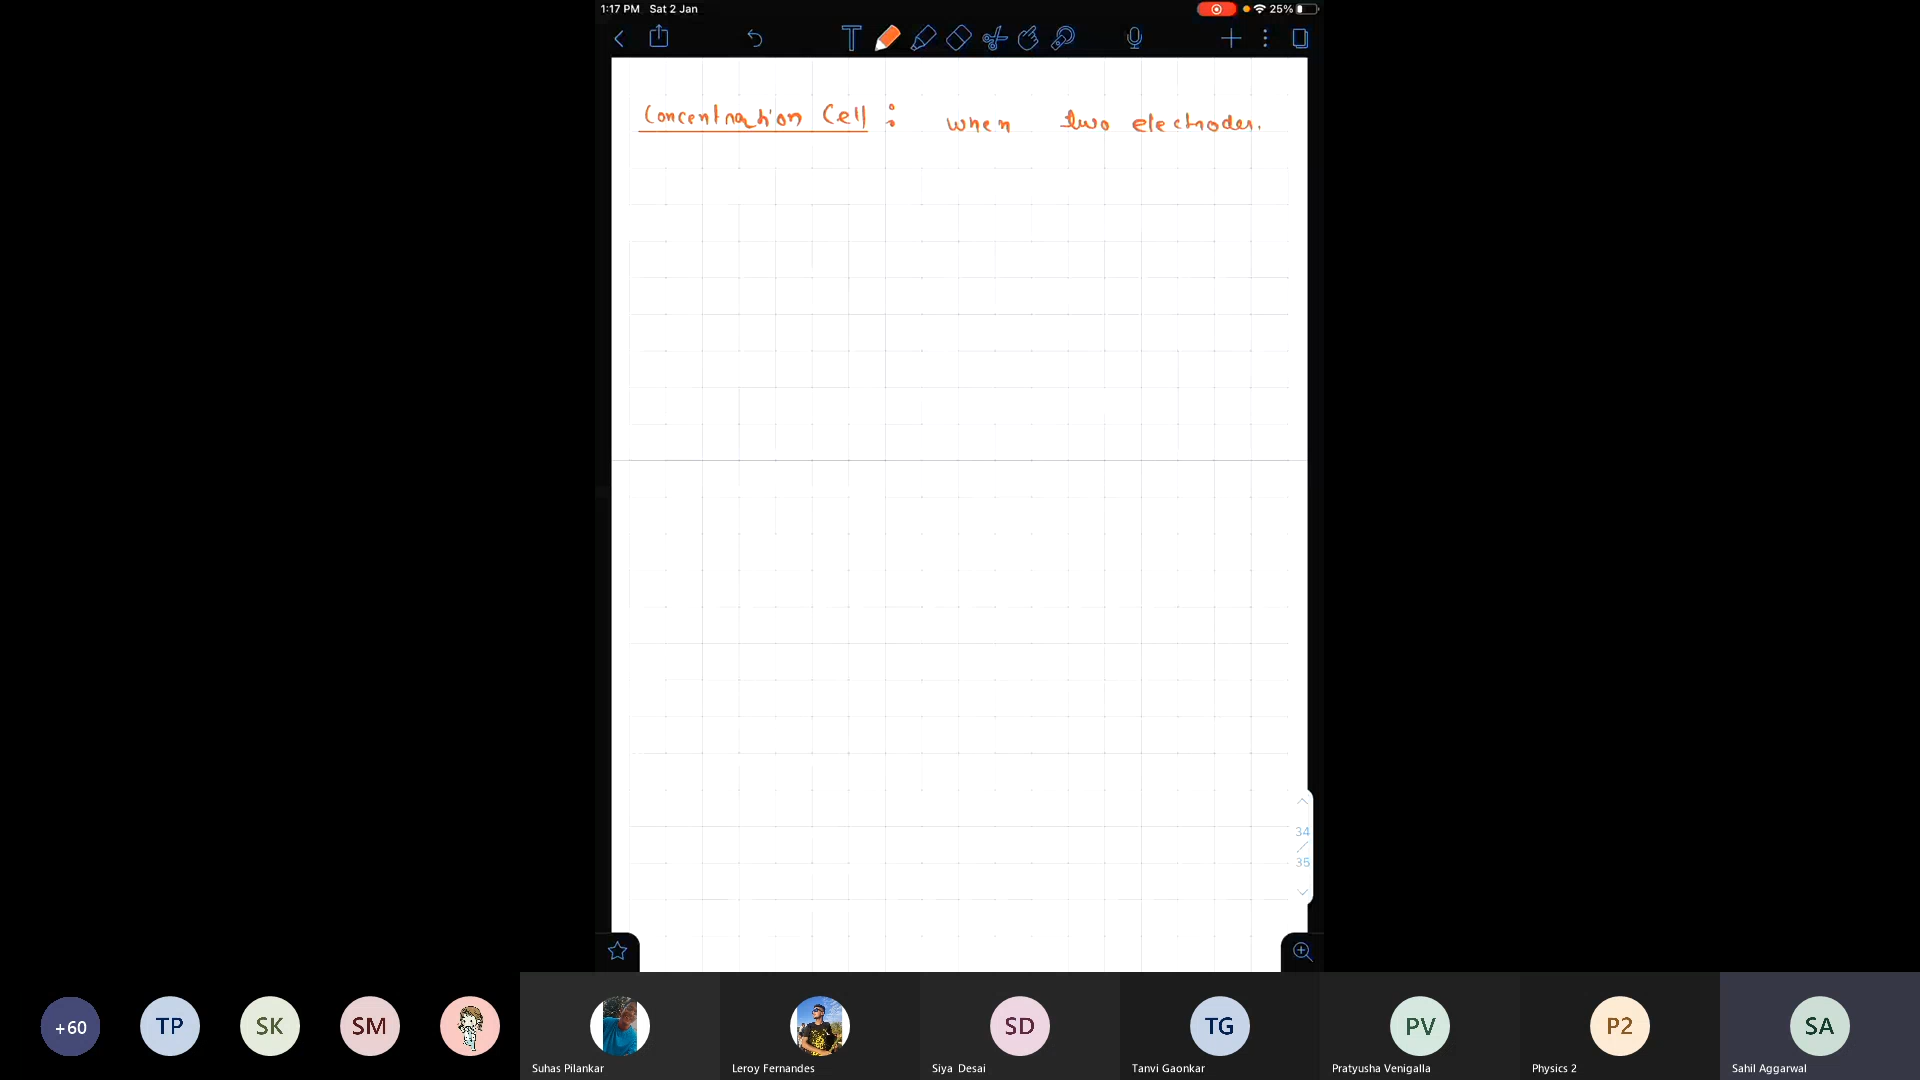 1:17 PM Sat 2 Jan 25%
Concentration Cell : when two electrodes.
34
35
+60 TP SK SM SD TG PV P2 SA
Suhas Pilankar Leroy Fernandes Siya Desai Tanvi Gaonkar Pratyusha Venigalla Physics 2 Sahil Aggarwal